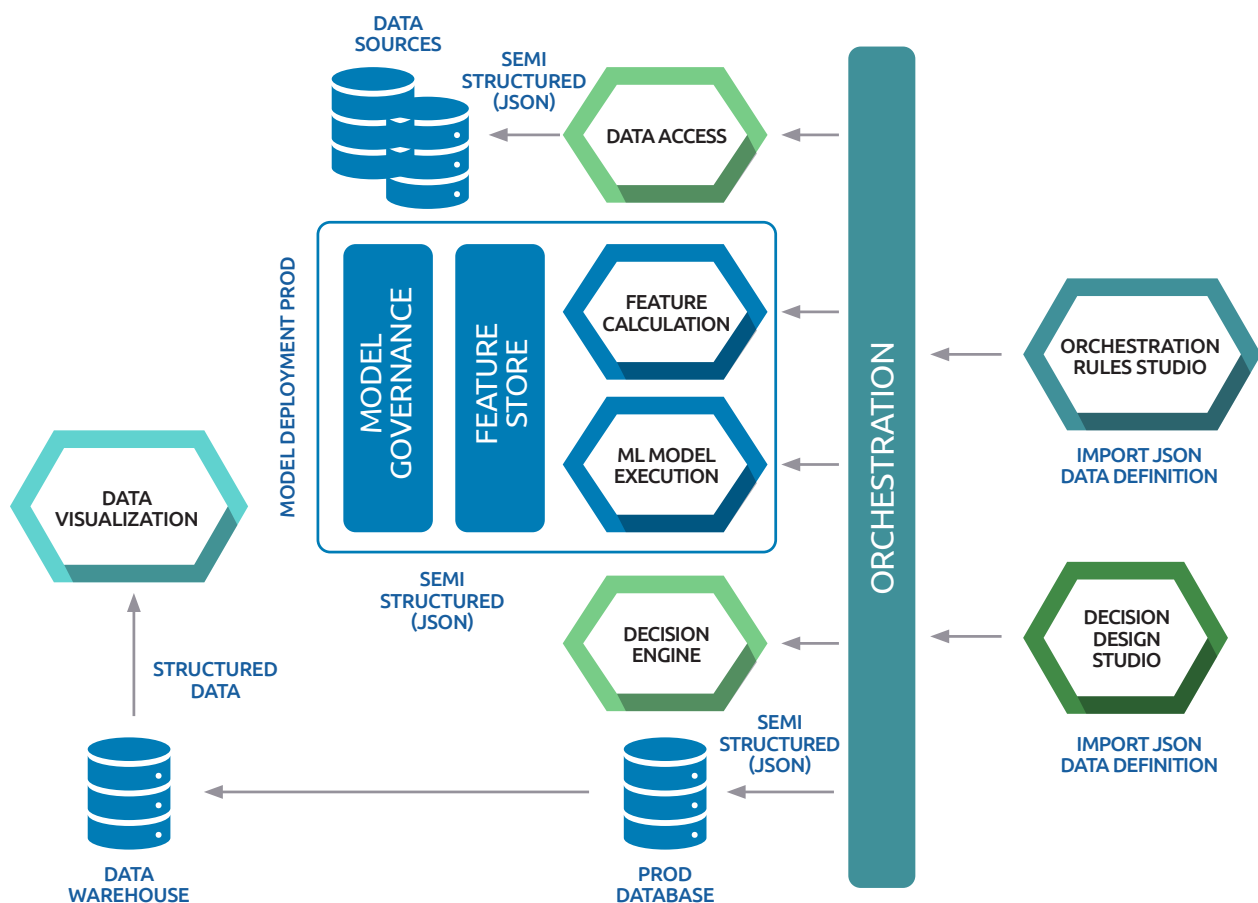 DATA
SOURCES
SEMI
STRUCTURED
(JSON)
DATA ACCESS
MODEL DEPLOYMENT PROD
MODEL
GOVERNANCE
FEATURE
STORE
FEATURE
CALCULATION
ML MODEL
EXECUTION
ORCHESTRATION
ORCHESTRATION
RULES STUDIO
IMPORT JSON
DATA DEFINITION
DATA
VISUALIZATION
SEMI
STRUCTURED
(JSON)
DECISION
ENGINE
DECISION
DESIGN
STUDIO
IMPORT JSON
DATA DEFINITION
STRUCTURED
DATA
SEMI
STRUCTURED
(JSON)
DATA
WAREHOUSE
PROD
DATABASE